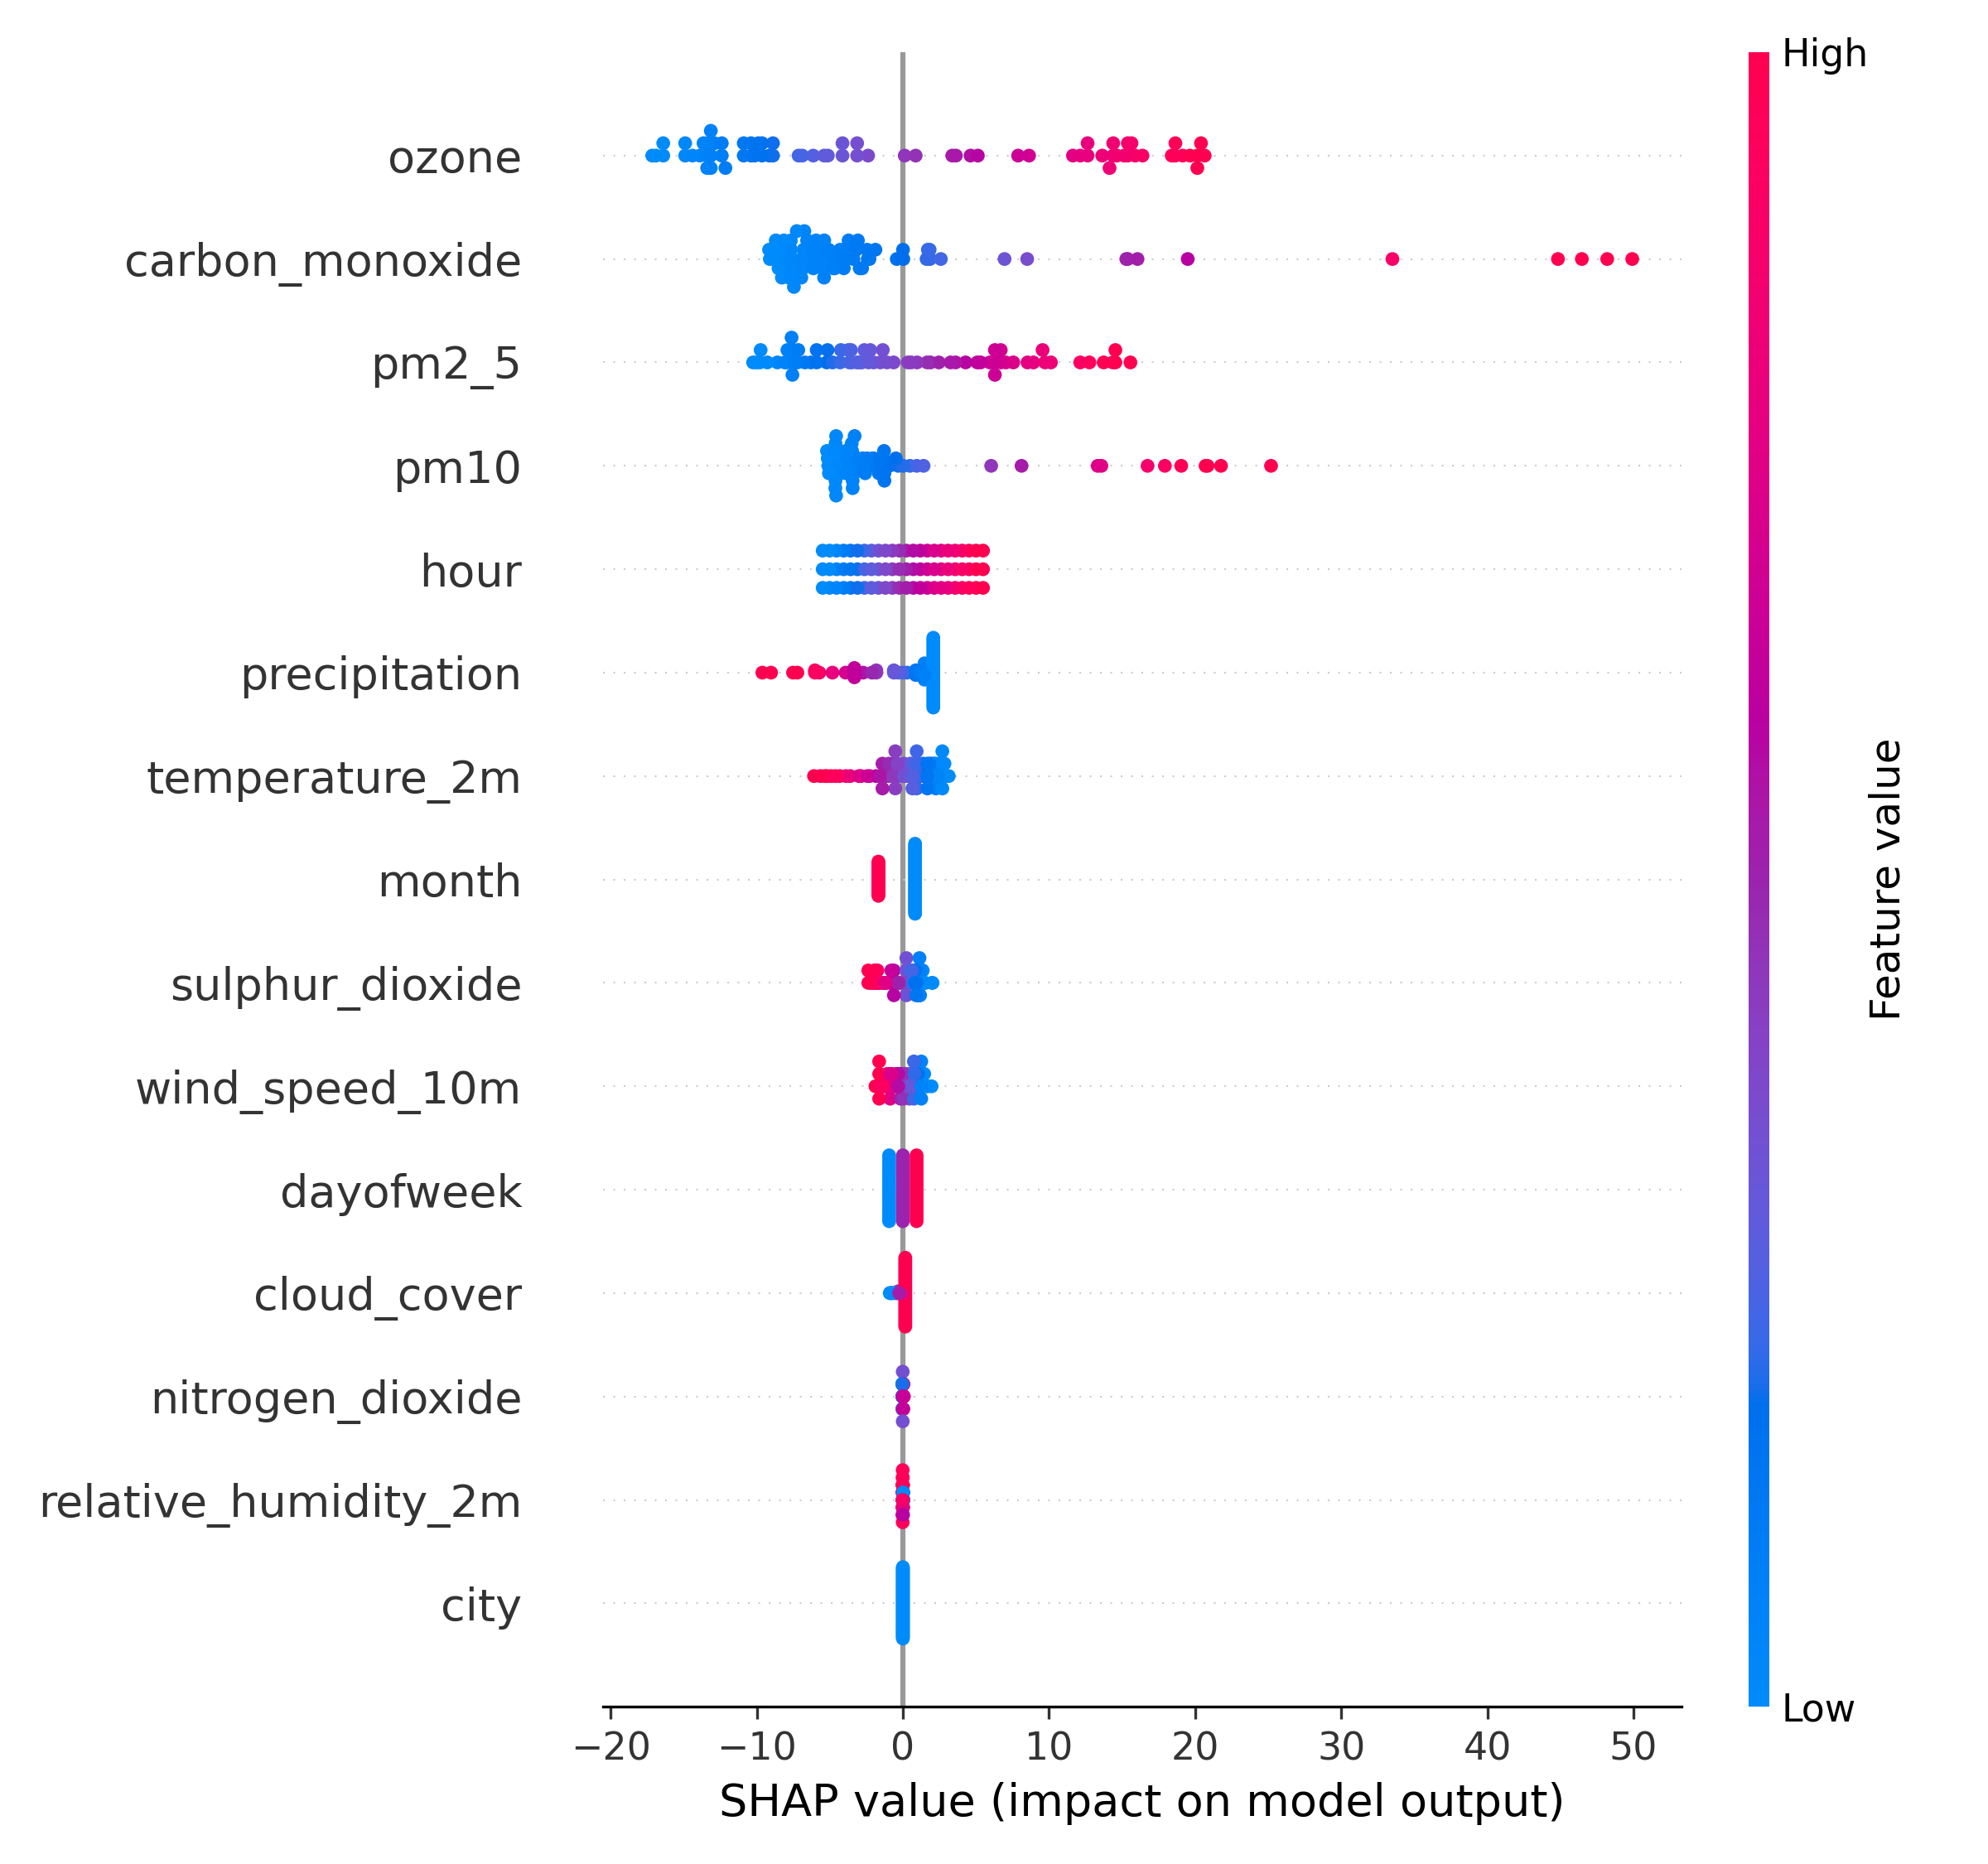 High
ozone
carbon_monoxide
pm2_5
pm10
hour
precipitation
temperature_2m
month
sulphur_dioxide
wind_speed_10m
dayofweek
cloud_cover
nitrogen_dioxide
relative_humidity_2m
city
Feature value
Low
−20 −10 0 10 20 30 40 50
SHAP value (impact on model output)